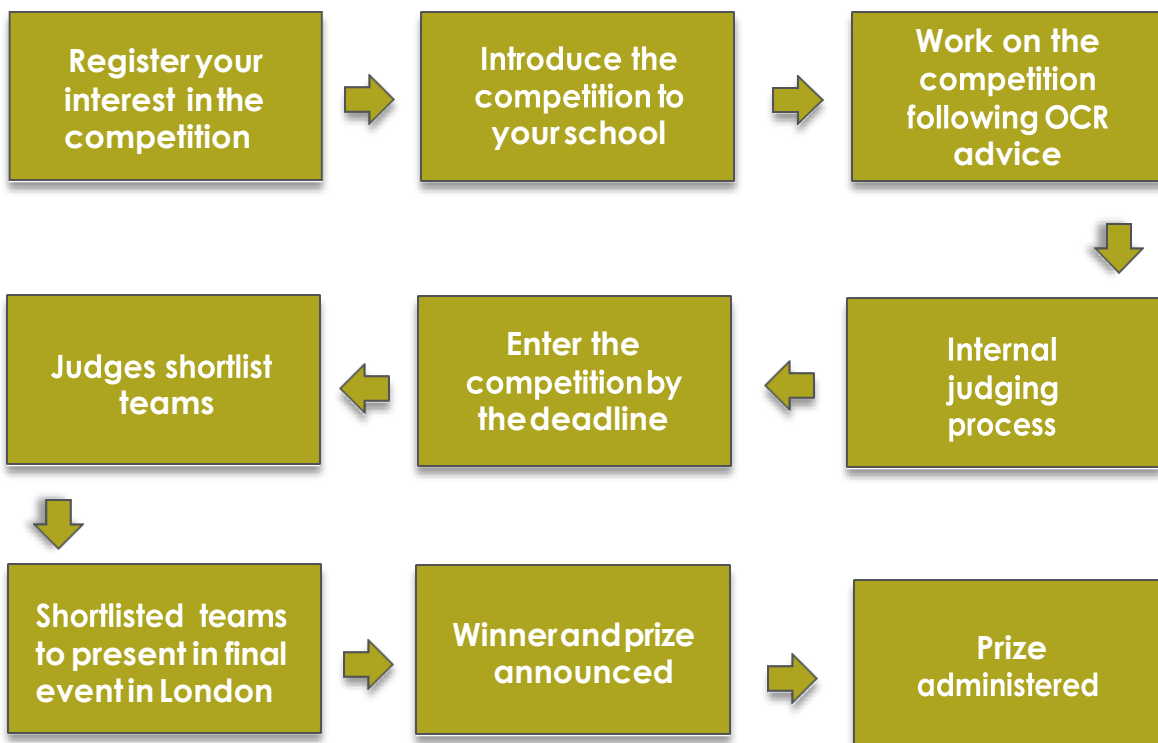 Register your
interest in the
competition
Introduce the
competition to
your school
Work on the
competition
following OCR
advice
Internal
judging
process
Enter the
competition by
the deadline
Judges shortlist
teams
Shortlisted teams
to present in final
event in London
Winner and prize
announced
Prize
administered